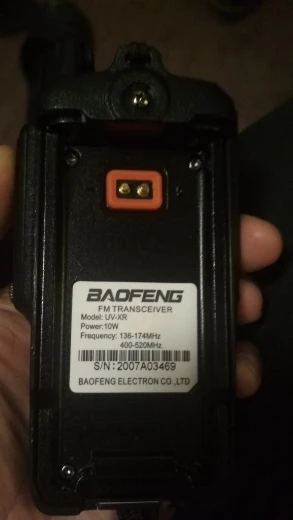 BAOFENG
FM TRANSCEIVER
Model: UV-XR
Power:10W
Frequency: 136-174MHz
400-520MHz
S/N:2007A03469
BAOFENG ELECTRON CO.,LTD